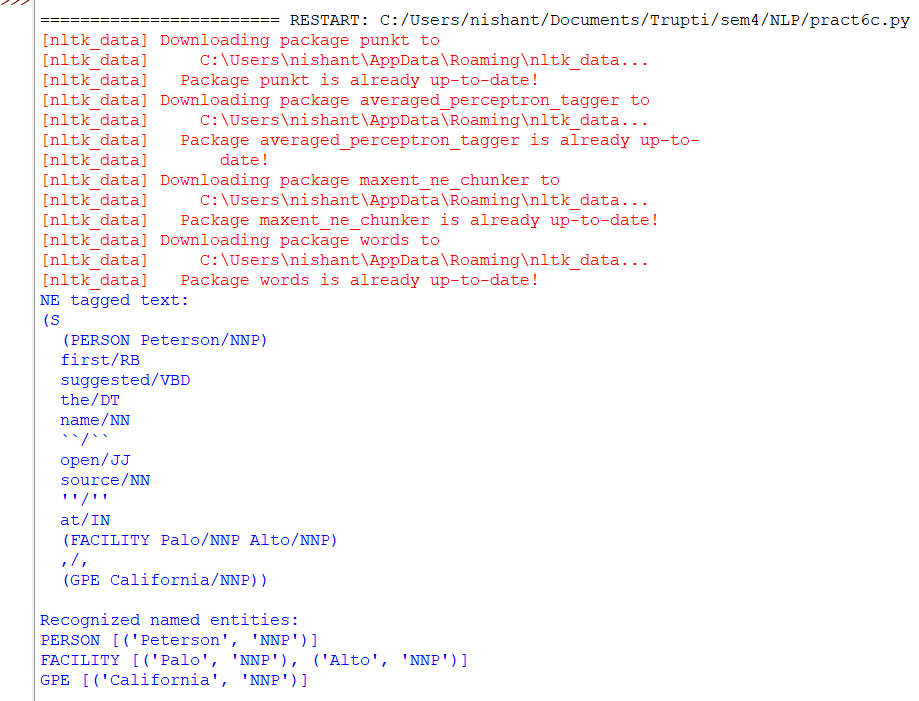 >>>
======================== RESTART: C:/Users/nishant/Documents/Trupti/sem4/NLP/pract6c.py
[nltk_data] Downloading package punkt to
[nltk_data]     C:\Users\nishant\AppData\Roaming\nltk_data...
[nltk_data]   Package punkt is already up-to-date!
[nltk_data] Downloading package averaged_perceptron_tagger to
[nltk_data]     C:\Users\nishant\AppData\Roaming\nltk_data...
[nltk_data]   Package averaged_perceptron_tagger is already up-to-
[nltk_data]       date!
[nltk_data] Downloading package maxent_ne_chunker to
[nltk_data]     C:\Users\nishant\AppData\Roaming\nltk_data...
[nltk_data]   Package maxent_ne_chunker is already up-to-date!
[nltk_data] Downloading package words to
[nltk_data]     C:\Users\nishant\AppData\Roaming\nltk_data...
[nltk_data]   Package words is already up-to-date!
NE tagged text:
(S
  (PERSON Peterson/NNP)
  first/RB
  suggested/VBD
  the/DT
  name/NN
  ``/``
  open/JJ
  source/NN
  ''/''
  at/IN
  (FACILITY Palo/NNP Alto/NNP)
  ,/,
  (GPE California/NNP))
Recognized named entities:
PERSON [('Peterson', 'NNP')]
FACILITY [('Palo', 'NNP'), ('Alto', 'NNP')]
GPE [('California', 'NNP')]